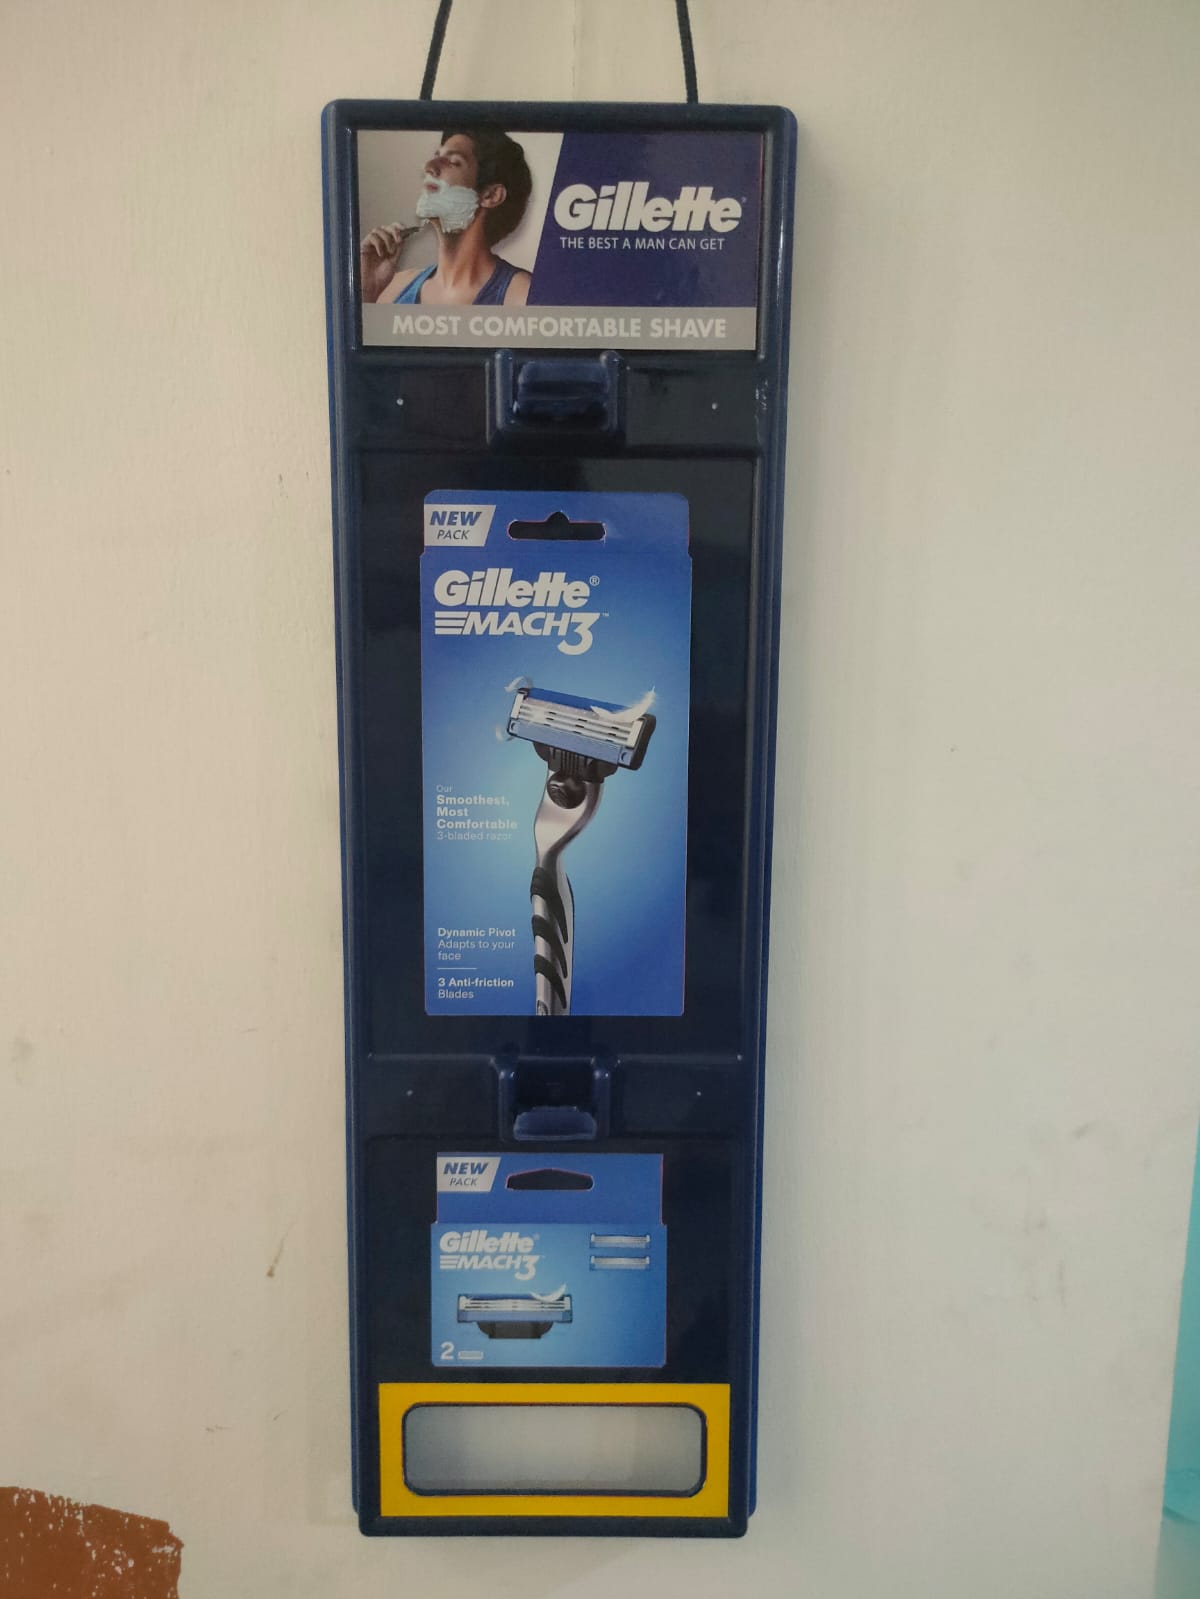 Gillette®
THE BEST A MAN CAN GET
MOST COMFORTABLE SHAVE
NEW
PACK
Gillette®
MACH3™
Our
Smoothest,
Most
Comfortable
3-bladed razor
Dynamic Pivot
Adapts to your
face
3 Anti-friction
Blades
NEW
PACK
Gillette®
MACH3™
2